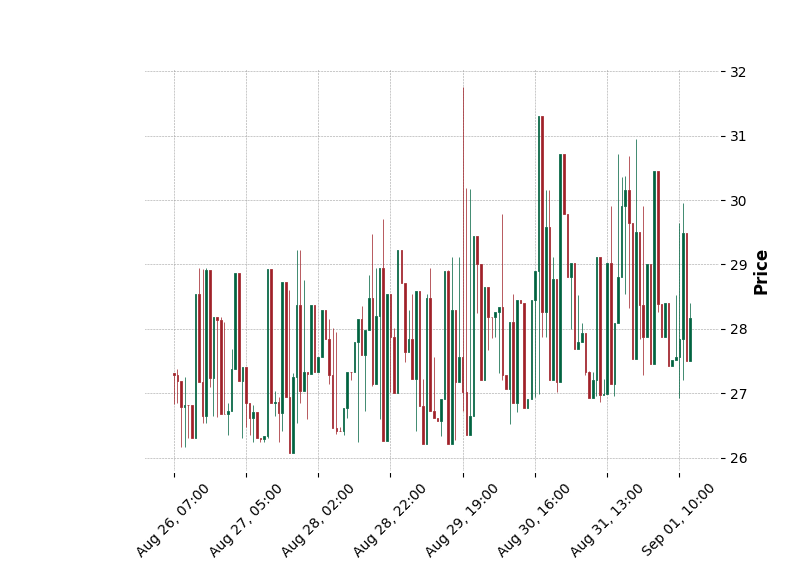 32
31
30
29
28
27
26
Price
Aug 26, 07:00
Aug 27, 05:00
Aug 28, 02:00
Aug 28, 22:00
Aug 29, 19:00
Aug 30, 16:00
Aug 31, 13:00
Sep 01, 10:00